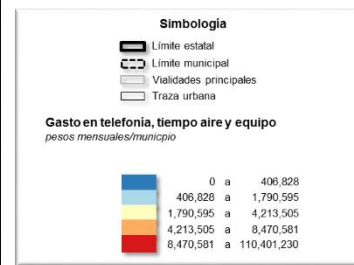 Simbología
Límite estatal
Límite municipal
Vialidades principales
Traza urbana
Gasto en telefonía, tiempo aire y equipo
pesos mensuales/municpio
0 a 406,828
406,828 a 1,790,595
1,790,595 a 4,213,505
4,213,505 a 8,470,581
8,470,581 a 110,401,230